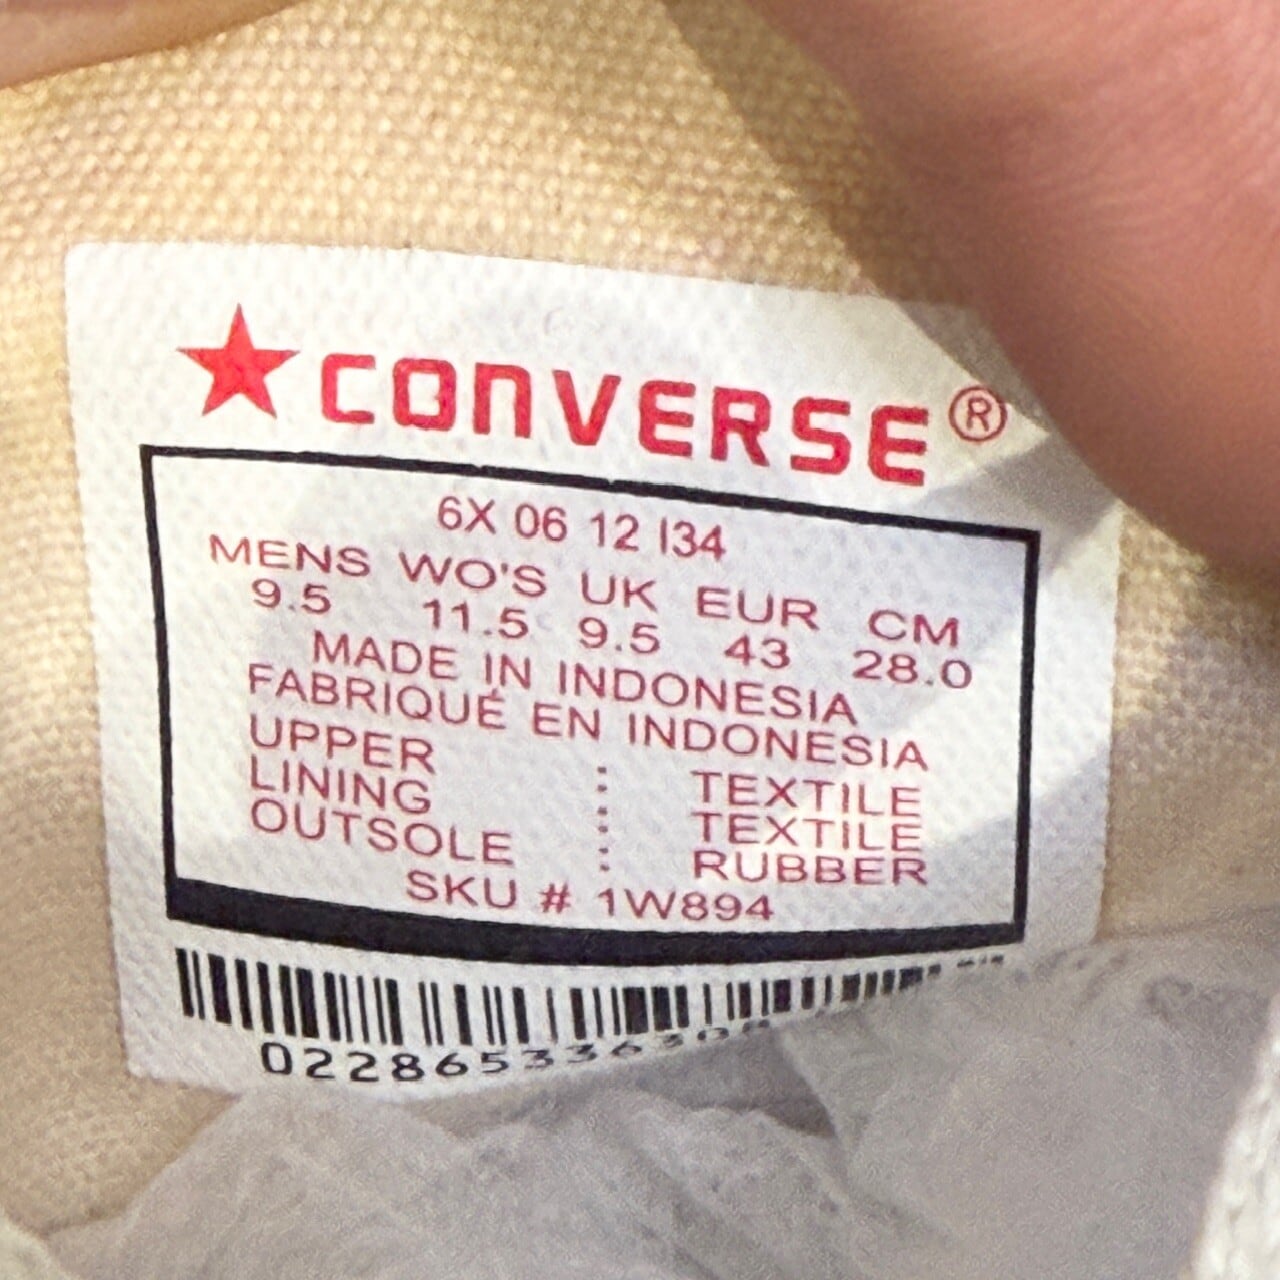 CONVERSE®
6X 06 12 I34
MENS WO'S UK EUR CM
9.5 11.5 9.5 43 28.0
MADE IN INDONESIA
FABRIQUÉ EN INDONESIA
UPPER : TEXTILE
LINING : TEXTILE
OUTSOLE : RUBBER
SKU # 1W894